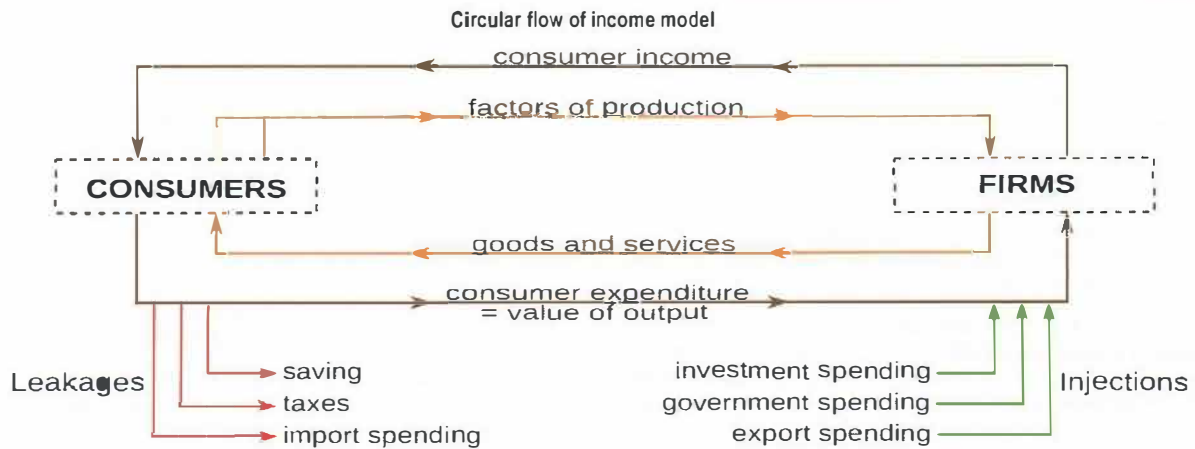 Circular flow of income model
consumer income
factors of production
CONSUMERS
FIRMS
goods and services
consumer expenditure
= value of output
Leakages
saving
taxes
import spending
investment spending
government spending
export spending
Injections